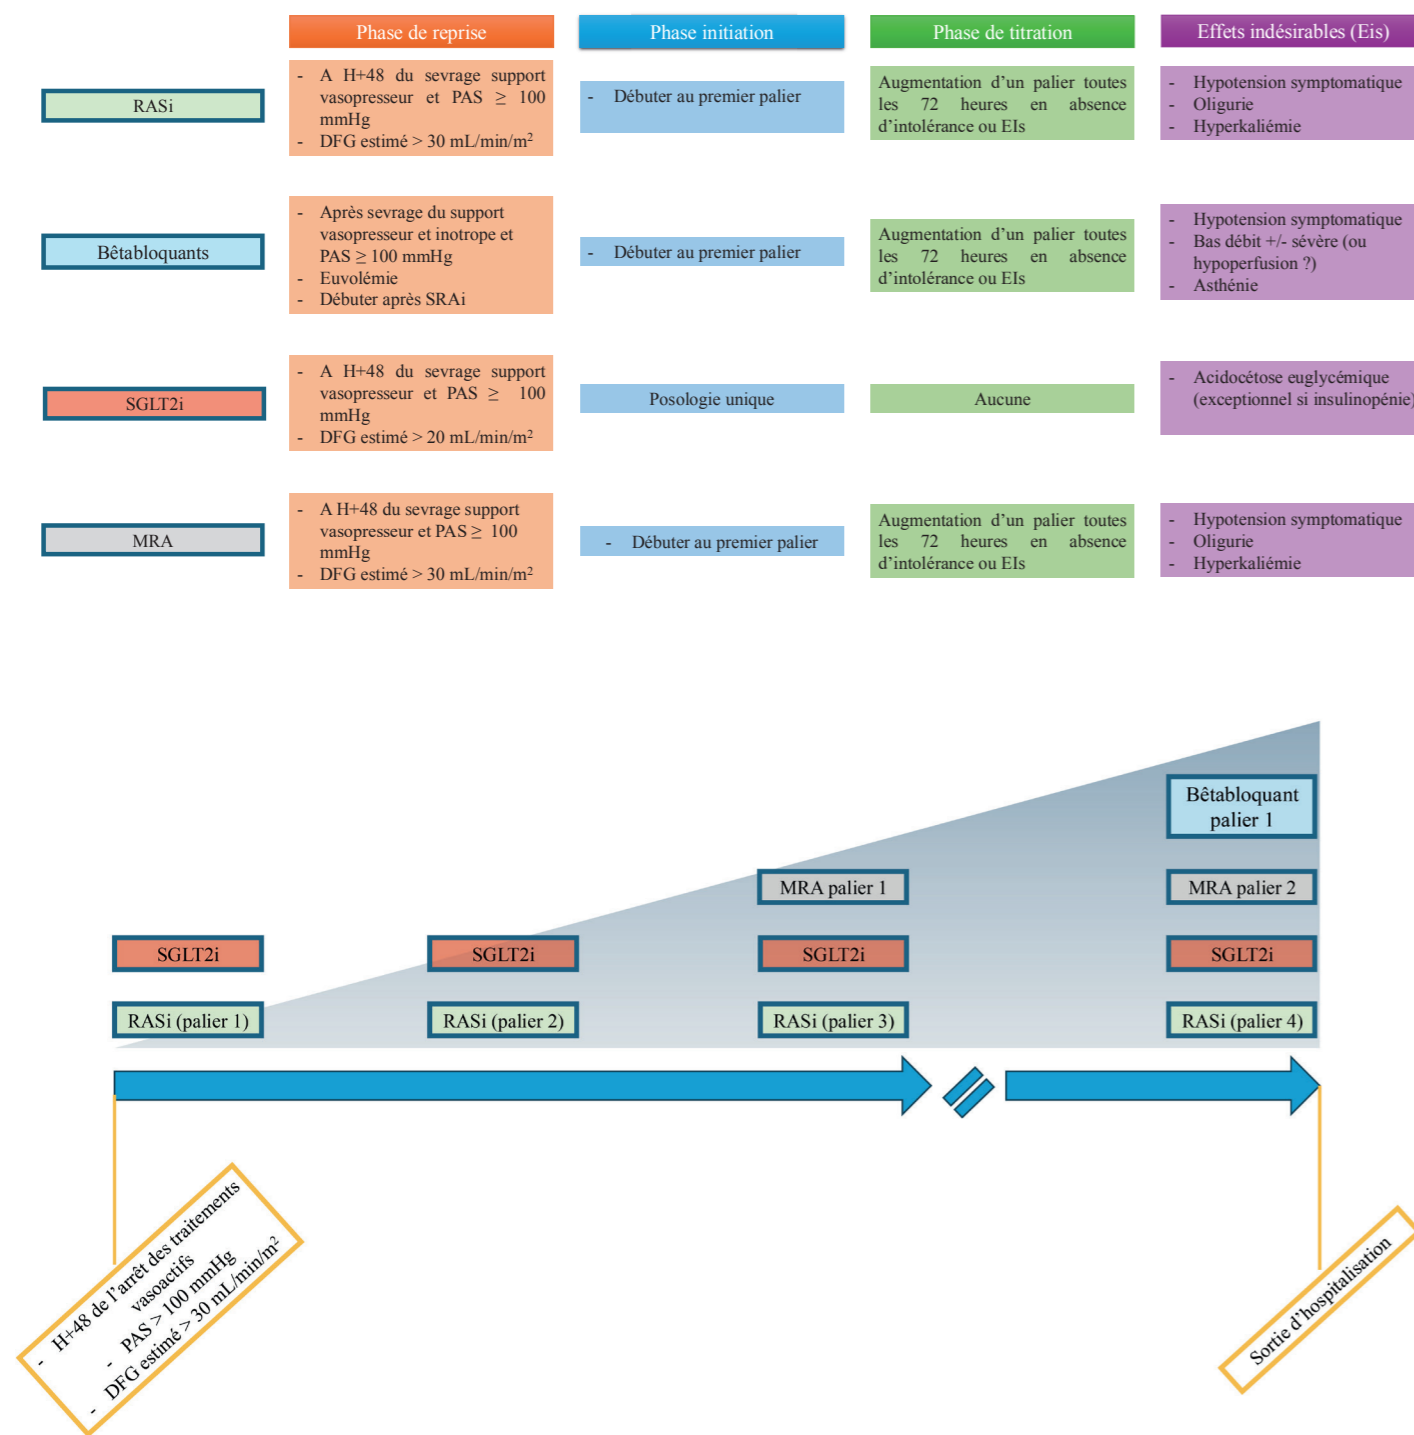 Phase de reprise
Phase initiation
Phase de titration
Effets indésirables (Eis)
RASi
- A H+48 du sevrage support
vasopresseur et PAS ≥ 100
mmHg
- DFG estimé > 30 mL/min/m²
- Débuter au premier palier
Augmentation d’un palier toutes
les 72 heures en absence
d’intolérance ou EIs
- Hypotension symptomatique
- Oligurie
- Hyperkaliémie
Bêtabloquants
- Après sevrage du support
vasopresseur et inotrope et
PAS ≥ 100 mmHg
- Euvolémie
- Débuter après SRAi
- Débuter au premier palier
Augmentation d’un palier toutes
les 72 heures en absence
d’intolérance ou EIs
- Hypotension symptomatique
- Bas débit +/- sévère (ou
hypoperfusion ?)
- Asthénie
SGLT2i
- A H+48 du sevrage support
vasopresseur et PAS ≥ 100
mmHg
- DFG estimé > 20 mL/min/m²
Posologie unique
Aucune
- Acidocétose euglycémique
(exceptionnel si insulinopénie)
MRA
- A H+48 du sevrage support
vasopresseur et PAS ≥ 100
mmHg
- DFG estimé > 30 mL/min/m²
- Débuter au premier palier
Augmentation d’un palier toutes
les 72 heures en absence
d’intolérance ou EIs
- Hypotension symptomatique
- Oligurie
- Hyperkaliémie
Bêtabloquant
palier 1
MRA palier 1
MRA palier 2
SGLT2i
SGLT2i
SGLT2i
SGLT2i
RASi (palier 1)
RASi (palier 2)
RASi (palier 3)
RASi (palier 4)
- H+48 de l’arrêt des traitements
vasoactifs
- PAS > 100 mmHg
- DFG estimé > 30 mL/min/m²
Sortie d’hospitalisation